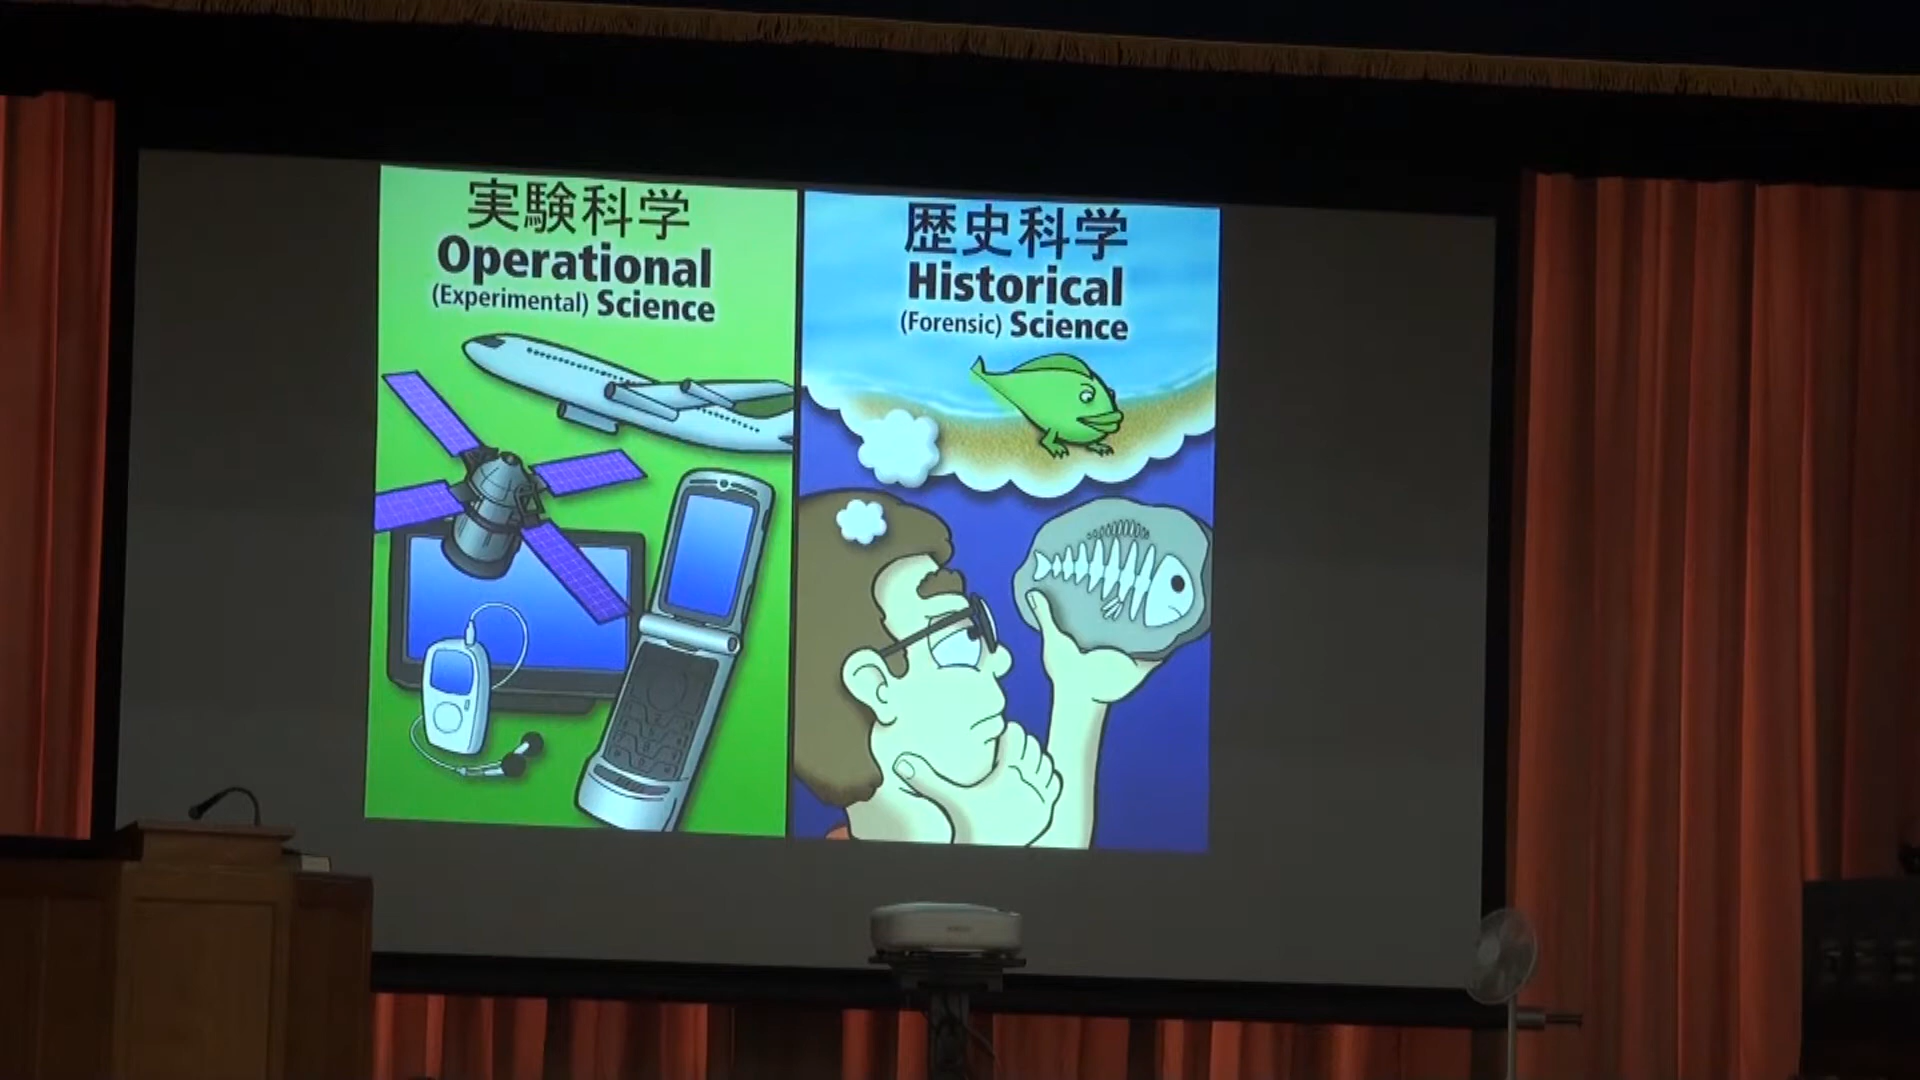 実験科学
Operational
(Experimental) Science
歴史科学
Historical
(Forensic) Science